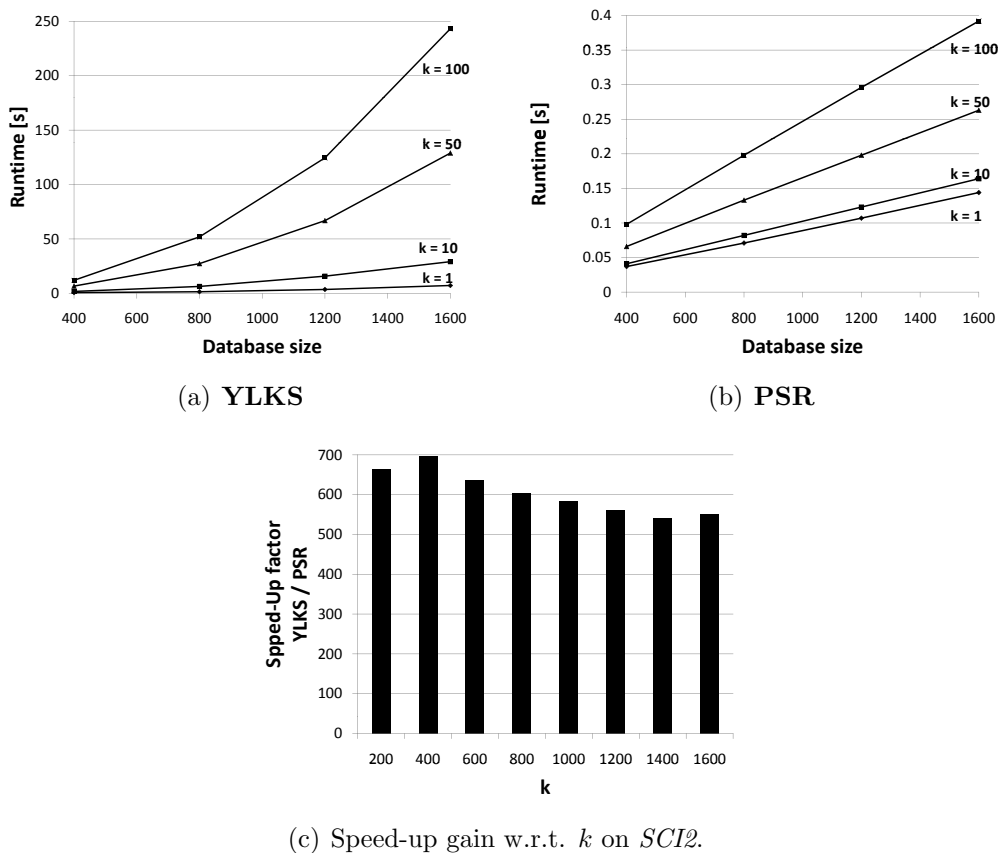 250
200
150
100
50
0
400 600 800 1000 1200 1400 1600
Runtime [s]
Database size
k = 100
k = 50
k = 10
k = 1
(a) YLKS
0.4
0.35
0.3
0.25
0.2
0.15
0.1
0.05
0
400 600 800 1000 1200 1400 1600
Runtime [s]
Database size
k = 100
k = 50
k = 10
k = 1
(b) PSR
700
600
500
400
300
200
100
0
200 400 600 800 1000 1200 1400 1600
Spped-Up factor
YLKS / PSR
k
(c) Speed-up gain w.r.t. k on SCI2.